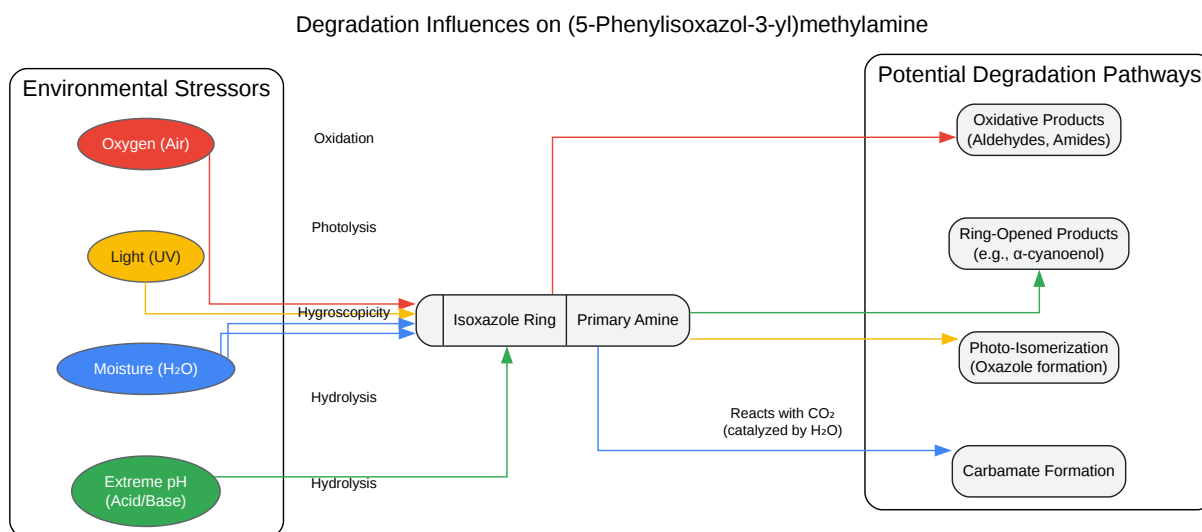 Degradation Influences on (5-Phenylisoxazol-3-yl)methylamine
Environmental Stressors
Oxygen (Air)
Light (UV)
Moisture (H₂O)
Extreme pH
(Acid/Base)
Oxidation
Photolysis
Hygroscopicity
Hydrolysis
Hydrolysis
Isoxazole Ring
Primary Amine
Reacts with CO₂
(catalyzed by H₂O)
Potential Degradation Pathways
Oxidative Products
(Aldehydes, Amides)
Ring-Opened Products
(e.g., α-cyanoenol)
Photo-Isomerization
(Oxazole formation)
Carbamate Formation